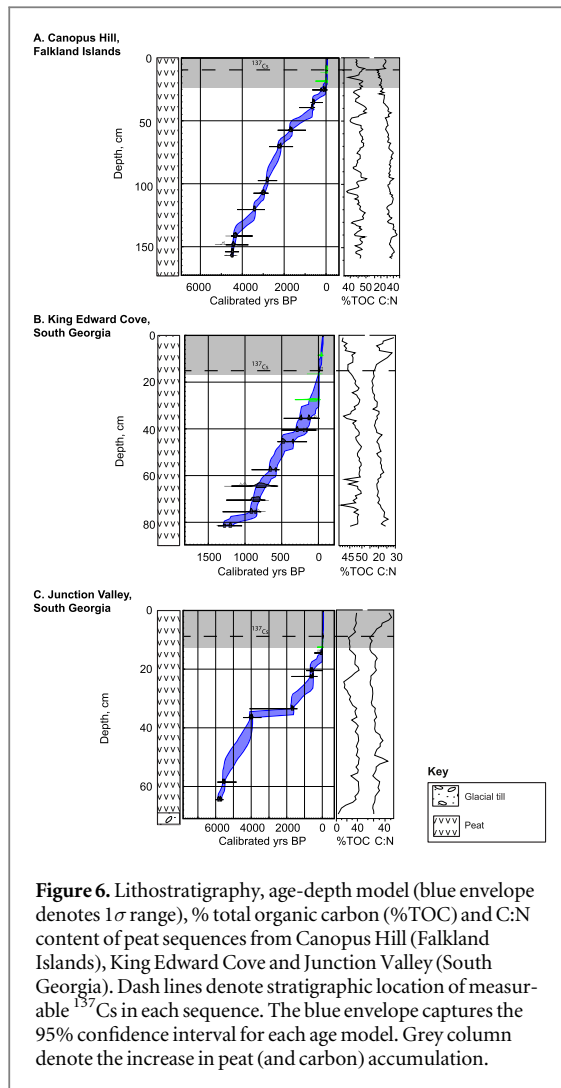 A. Canopus Hill,
Falkland Islands
137Cs
0
50
100
150
Depth, cm
6000 4000 2000 0
Calibrated yrs BP
40 50 20 40
%TOC C:N
B. King Edward Cove,
South Georgia
137Cs
0
20
40
60
80
Depth, cm
1500 1000 500 0
Calibrated yrs BP
45 50 20 30
%TOC C:N
C. Junction Valley,
South Georgia
137Cs
0
20
40
60
Depth, cm
6000 4000 2000 0
Calibrated yrs BP
0 40 0 40
%TOC C:N
Key
Glacial till
Peat
Figure 6. Lithostratigraphy, age-depth model (blue envelope
denotes 1σ range), % total organic carbon (%TOC) and C:N
content of peat sequences from Canopus Hill (Falkland
Islands), King Edward Cove and Junction Valley (South
Georgia). Dash lines denote stratigraphic location of measur-
able 137Cs in each sequence. The blue envelope captures the
95% confidence interval for each age model. Grey column
denote the increase in peat (and carbon) accumulation.